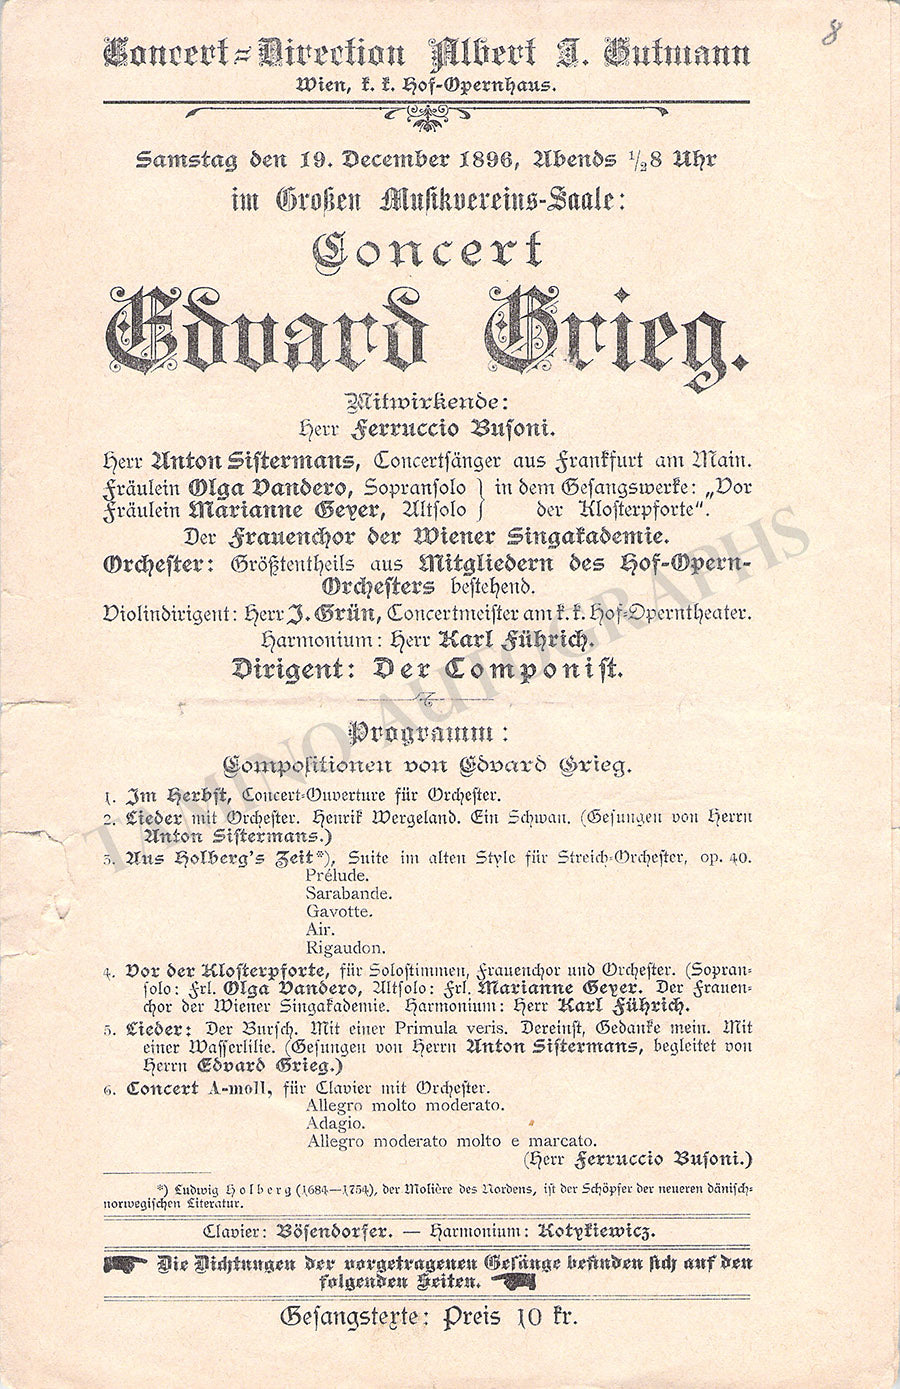 8
Concert-Direction Albert J. Gutmann
Wien, k. k. Hof-Opernhaus.
Samstag den 19. December 1896, Abends 1/2 8 Uhr
im Großen Musikvereins-Saale:
Concert
Edvard Grieg.
Mitwirkende:
Herr Ferruccio Busoni.
Herr Anton Sistermans, Concertsänger aus Frankfurt am Main.
Fräulein Olga Vandero, Sopransolo } in dem Gesangswerke: „Vor
Fräulein Marianne Geyer, Altsolo } der Klosterpforte“.
Der Frauenchor der Wiener Singakademie.
Orchester: Größtentheils aus Mitgliedern des Hof-Opern-
Orchesters bestehend.
Violindirigent: Herr J. Grün, Concertmeister am k. k. Hof-Operntheater.
Harmonium: Herr Karl Führich.
Dirigent: Der Componist.
Programm:
Compositionen von Edvard Grieg.
1. Im Herbst, Concert-Ouverture für Orchester.
2. Lieder mit Orchester. Henrik Wergeland. Ein Schwan. (Gesungen von Herrn
Anton Sistermans.)
3. Aus Holberg's Zeit*), Suite im alten Style für Streich-Orchester, op. 40.
Prélude.
Sarabande.
Gavotte.
Air.
Rigaudon.
4. Vor der Klosterpforte, für Solostimmen, Frauenchor und Orchester. (Sopran-
solo: Frl. Olga Vandero, Altsolo: Frl. Marianne Geyer. Der Frauen-
chor der Wiener Singakademie. Harmonium: Herr Karl Führich.
5. Lieder: Der Bursch. Mit einer Primula veris. Dereinst, Gedanke mein. Mit
einer Wasserlilie. (Gesungen von Herrn Anton Sistermans, begleitet von
Herrn Edvard Grieg.)
6. Concert A-moll, für Clavier mit Orchester.
Allegro molto moderato.
Adagio.
Allegro moderato molto e marcato.
(Herr Ferruccio Busoni.)
*) Ludwig Holberg (1684—1754), der Molière des Nordens, ist der Schöpfer der neueren dänisch-
norwegischen Literatur.
Clavier: Bösendorfer. — Harmonium: Kotykiewicz.
Die Dichtungen der vorgetragenen Gesänge befinden sich auf den
folgenden Seiten.
Gesangstexte: Preis 10 kr.
TAMINO AUTOGRAPHS